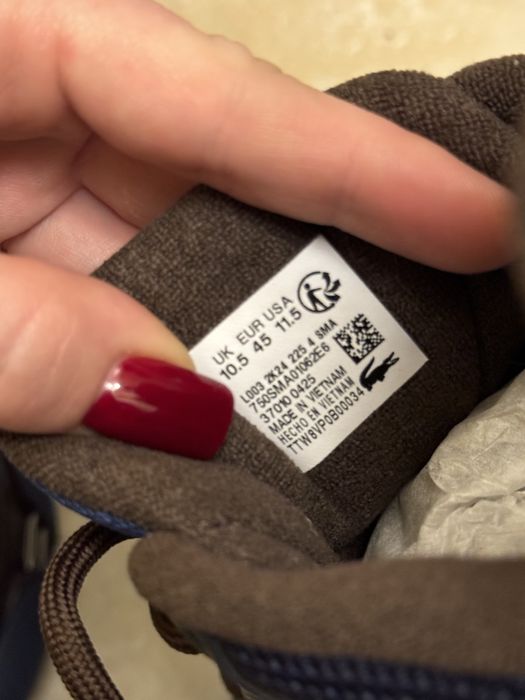 UK EUR USA
10.5 45 11.5
L003 2K24 225 4 SMA
750SMA01062E6
37010 0425
MADE IN VIETNAM
HECHO EN VIETNAM
TTW8VP0B00034